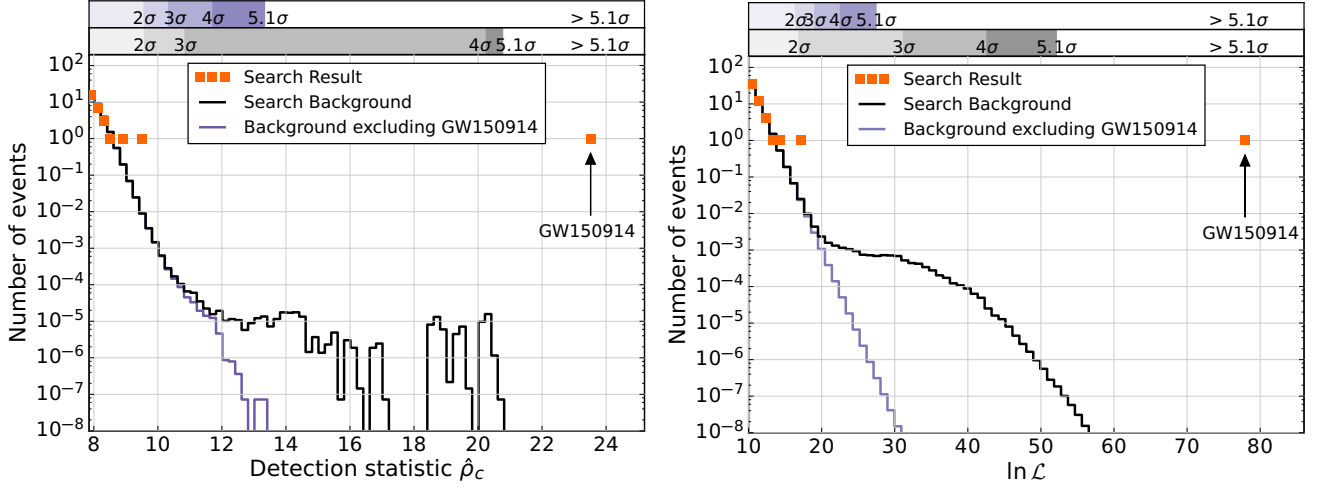 2σ 3σ 4σ 5.1σ > 5.1σ
2σ 3σ 4σ 5.1σ > 5.1σ
10²
10¹
10⁰
10⁻¹
10⁻²
10⁻³
10⁻⁴
10⁻⁵
10⁻⁶
10⁻⁷
10⁻⁸
Number of events
Search Result
Search Background
Background excluding GW150914
GW150914
8 10 12 14 16 18 20 22 24
Detection statistic ρ̂_c
2σ 3σ 4σ 5.1σ > 5.1σ
2σ 3σ 4σ 5.1σ > 5.1σ
10²
10¹
10⁰
10⁻¹
10⁻²
10⁻³
10⁻⁴
10⁻⁵
10⁻⁶
10⁻⁷
10⁻⁸
Number of events
Search Result
Search Background
Background excluding GW150914
GW150914
10 20 30 40 50 60 70 80
ln ℒ